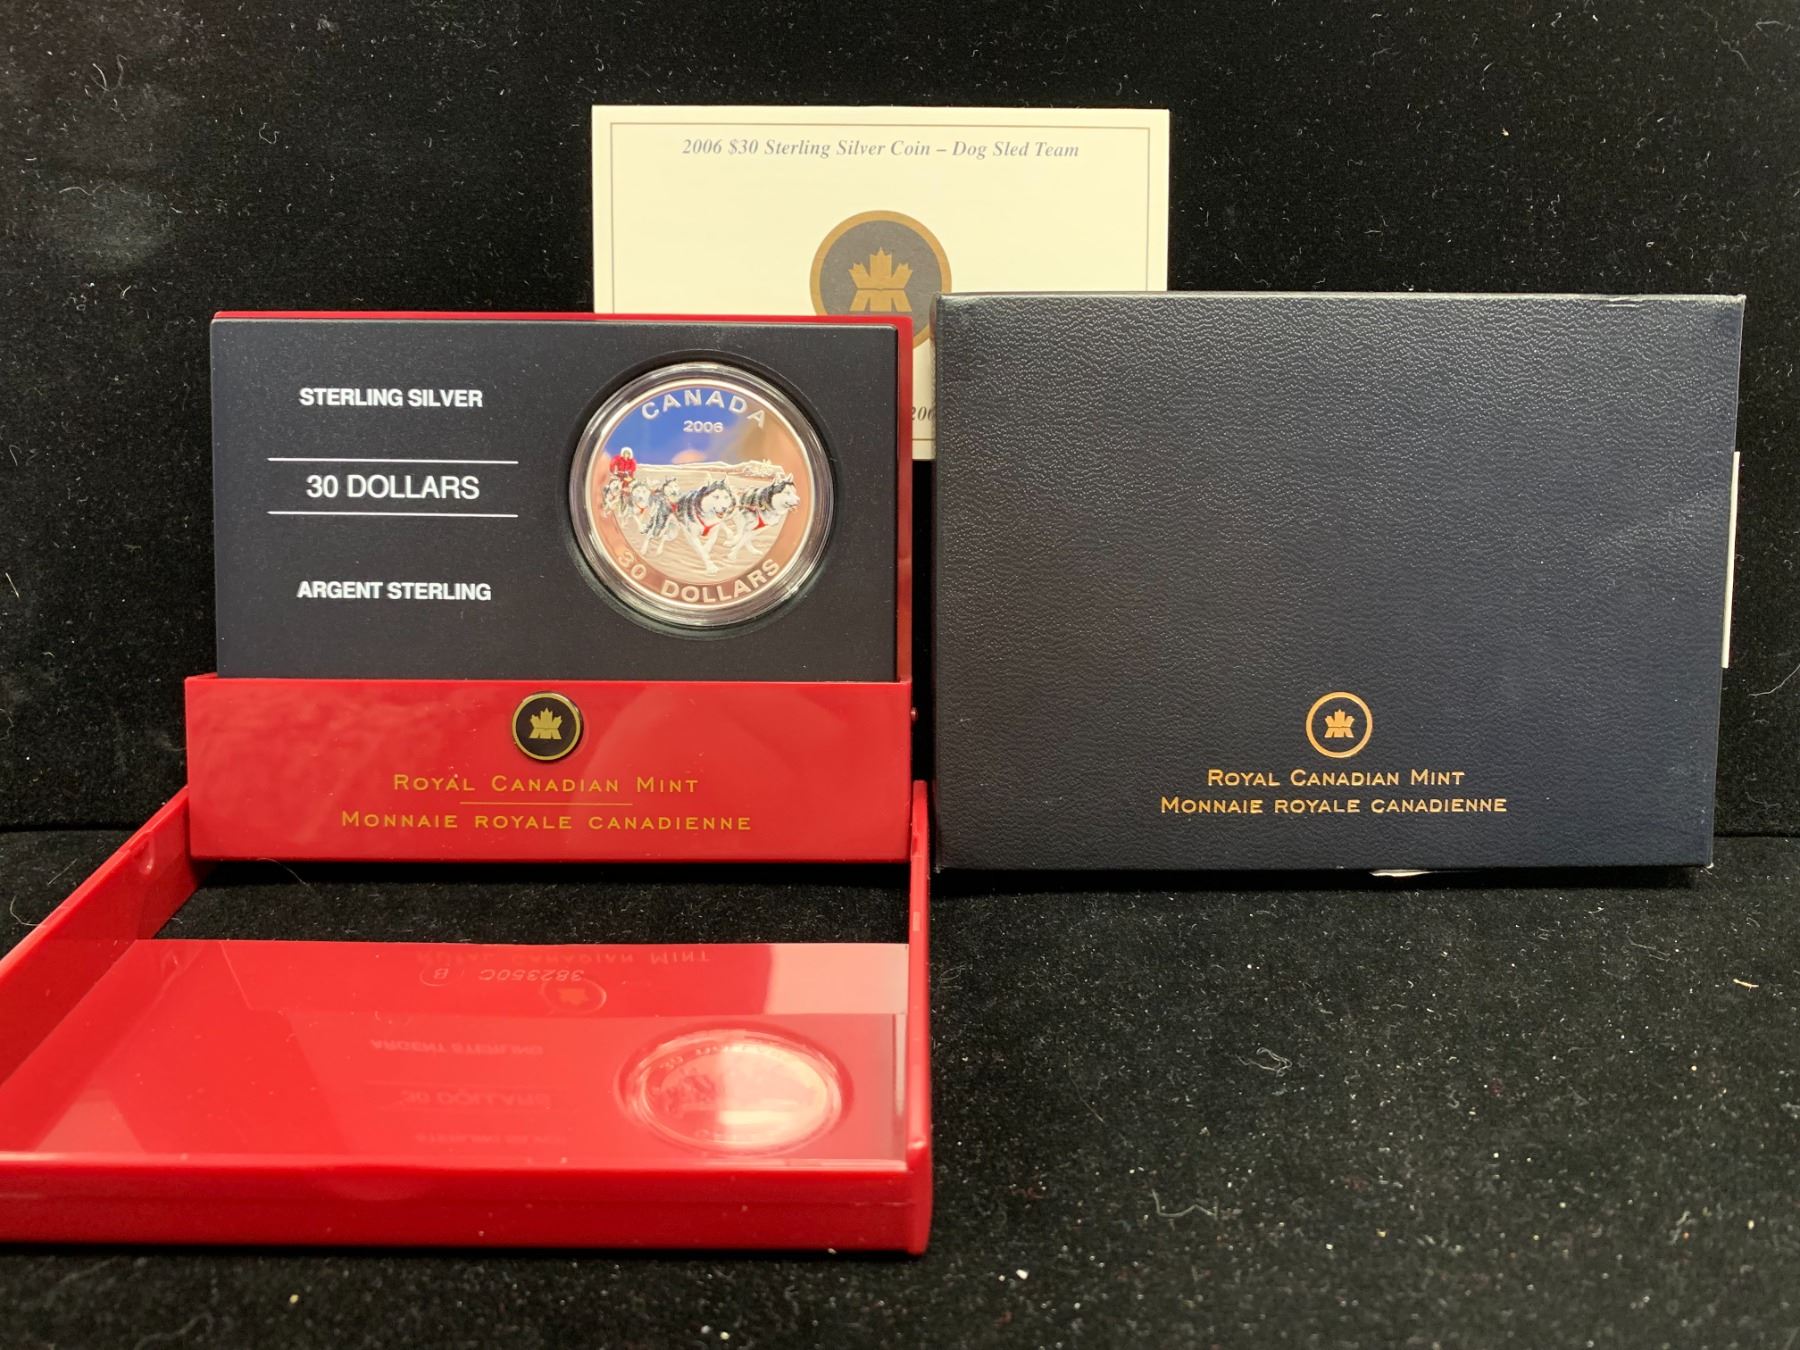 2006 $30 Sterling Silver Coin – Dog Sled Team
STERLING SILVER
30 DOLLARS
ARGENT STERLING
CANADA
2006
30 DOLLARS
ROYAL CANADIAN MINT
MONNAIE ROYALE CANADIENNE
ROYAL CANADIAN MINT
MONNAIE ROYALE CANADIENNE